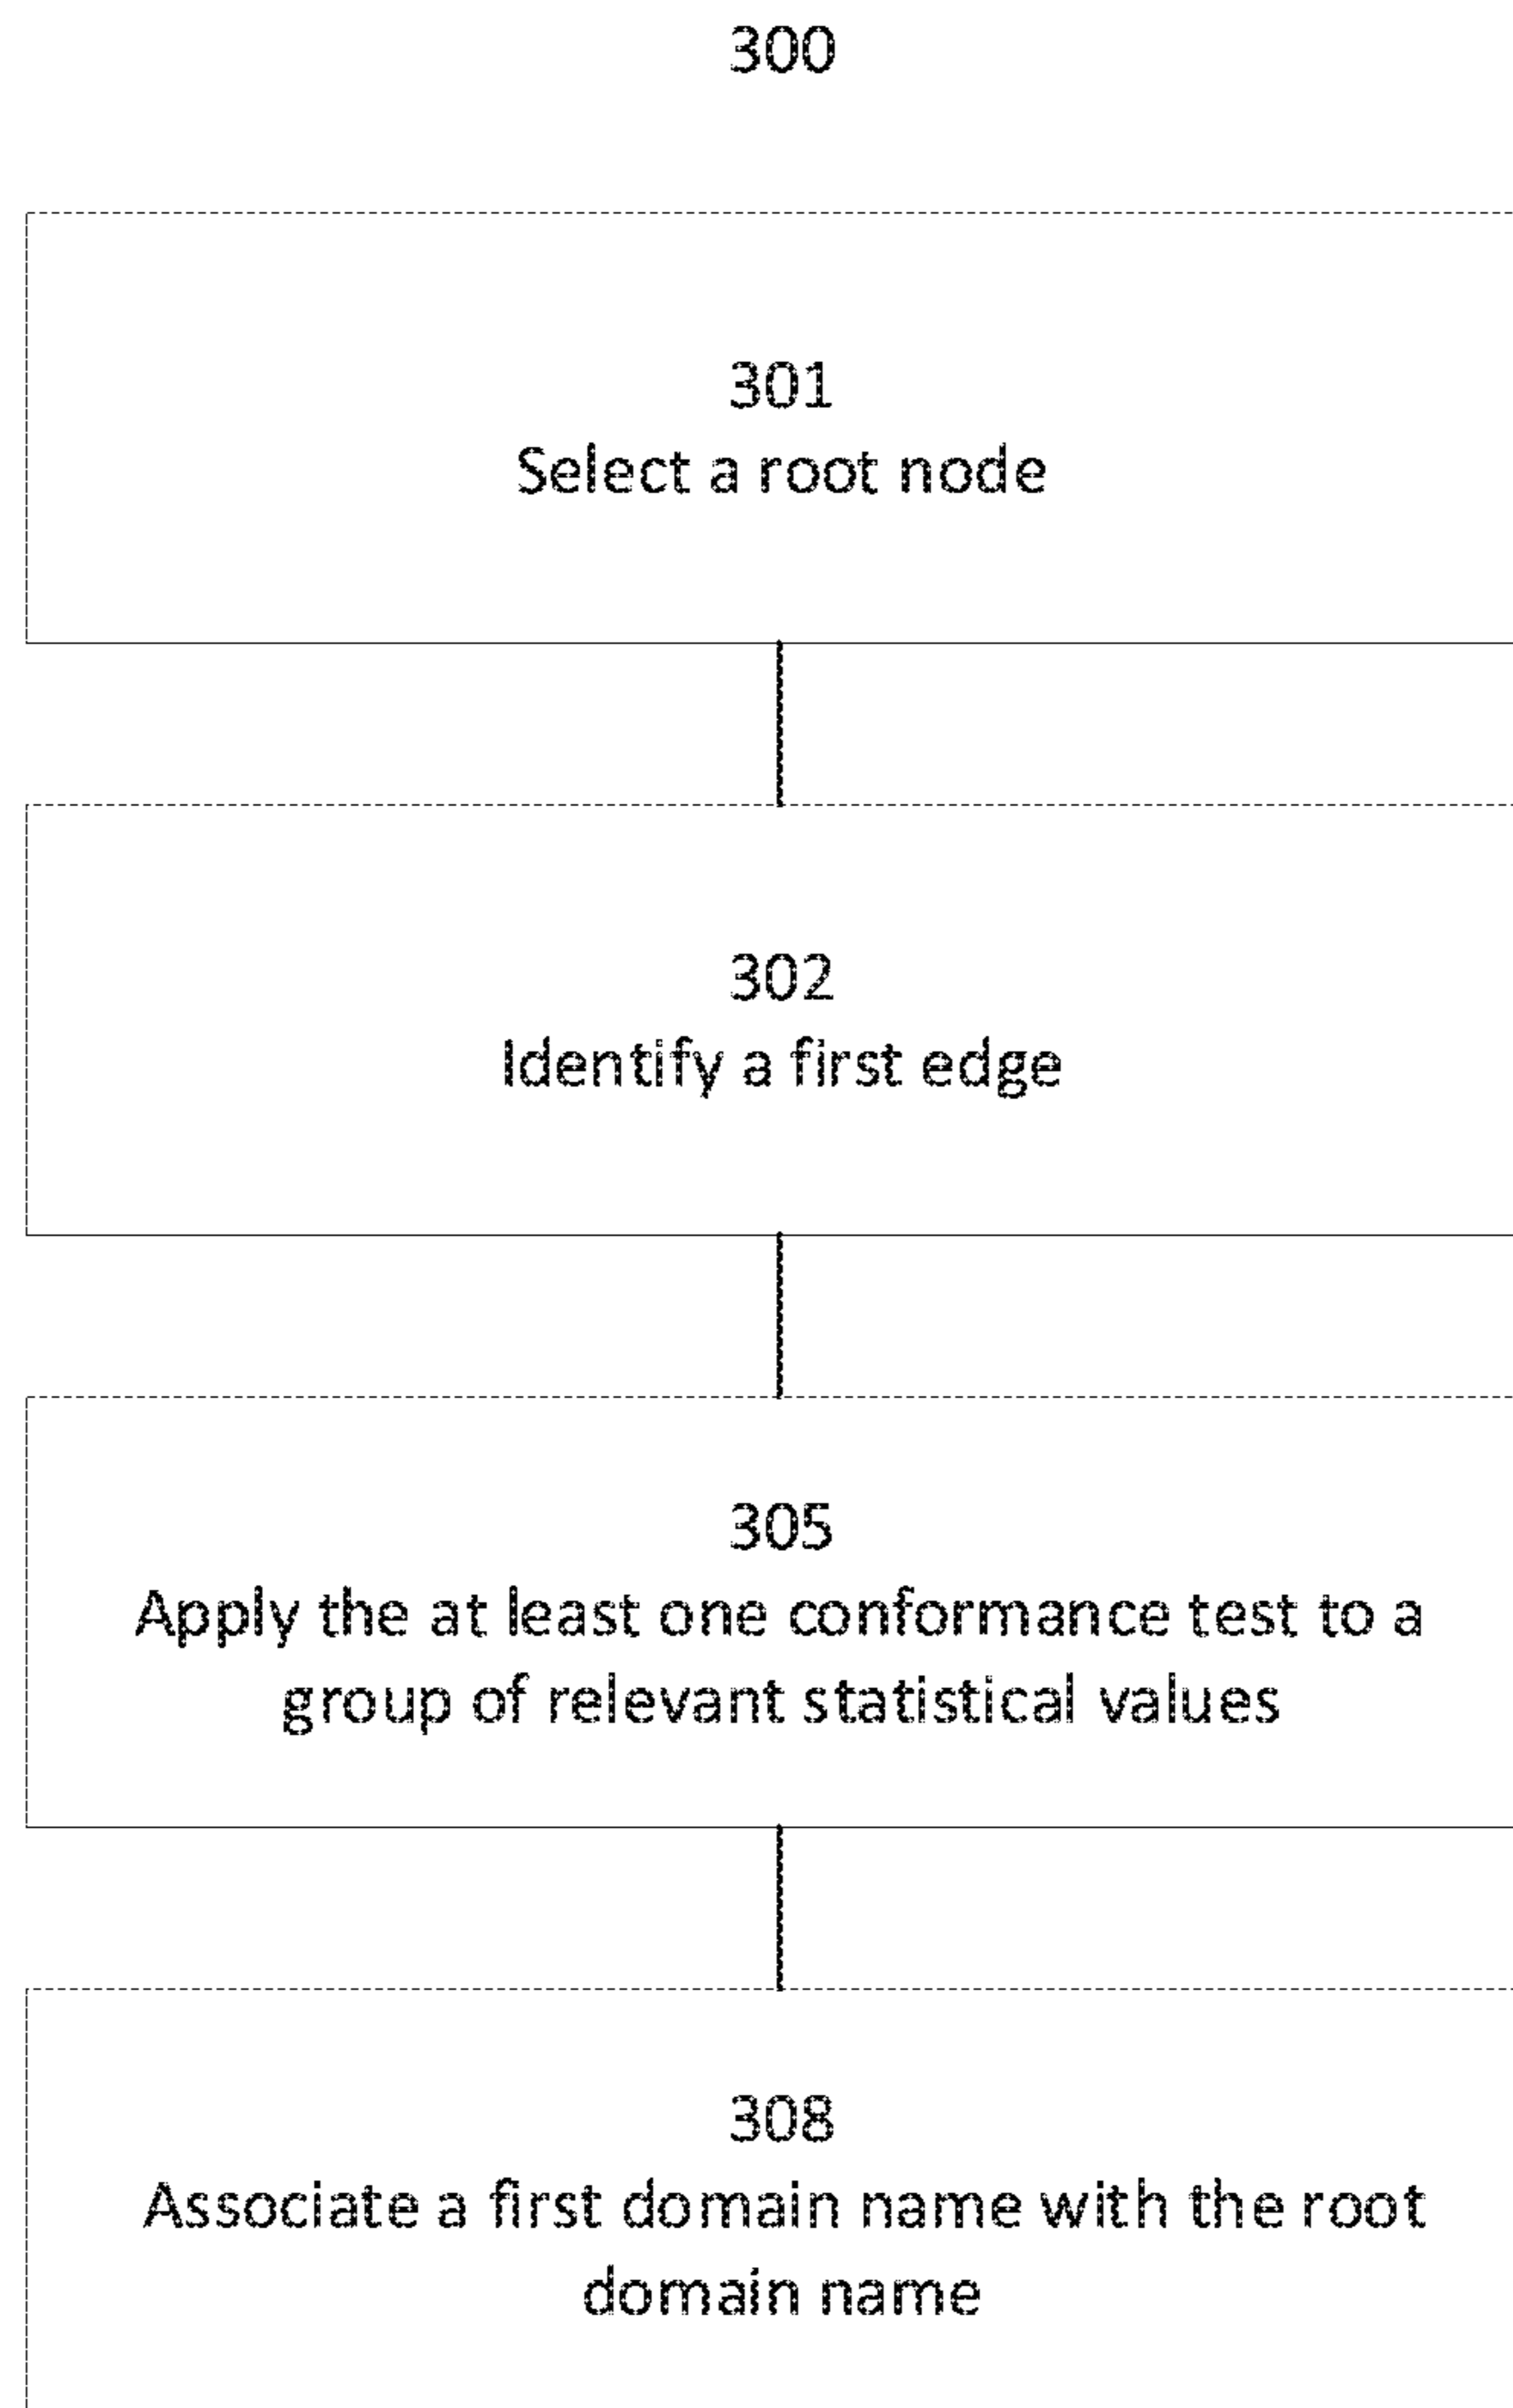 300
301
Select a root node
302
Identify a first edge
305
Apply the at least one conformance test to a
group of relevant statistical values
308
Associate a first domain name with the root
domain name